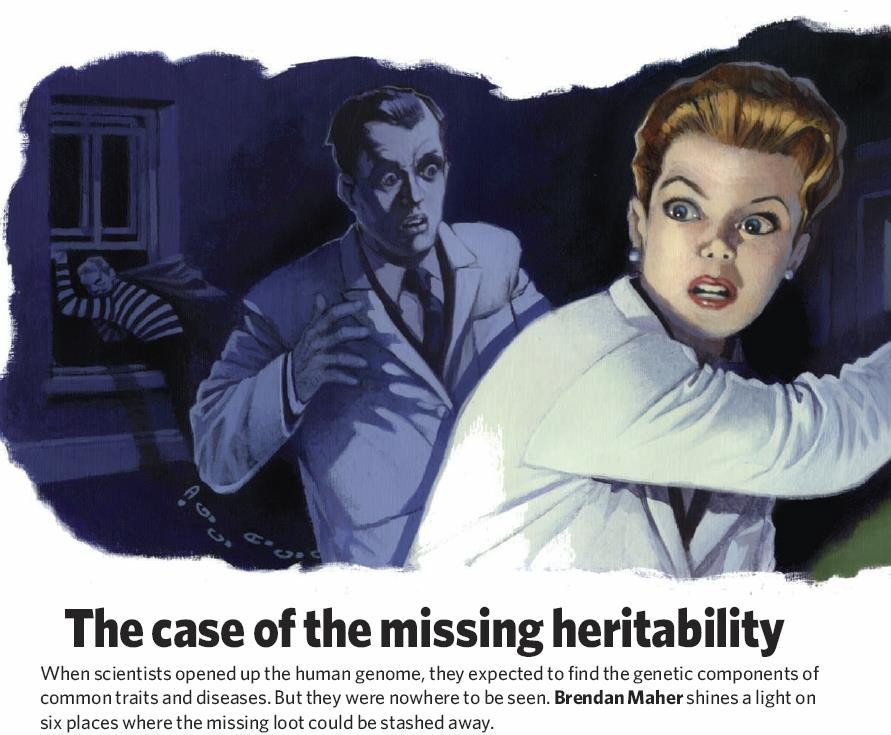 The case of the missing heritability
When scientists opened up the human genome, they expected to find the genetic components of
common traits and diseases. But they were nowhere to be seen. Brendan Maher shines a light on
six places where the missing loot could be stashed away.